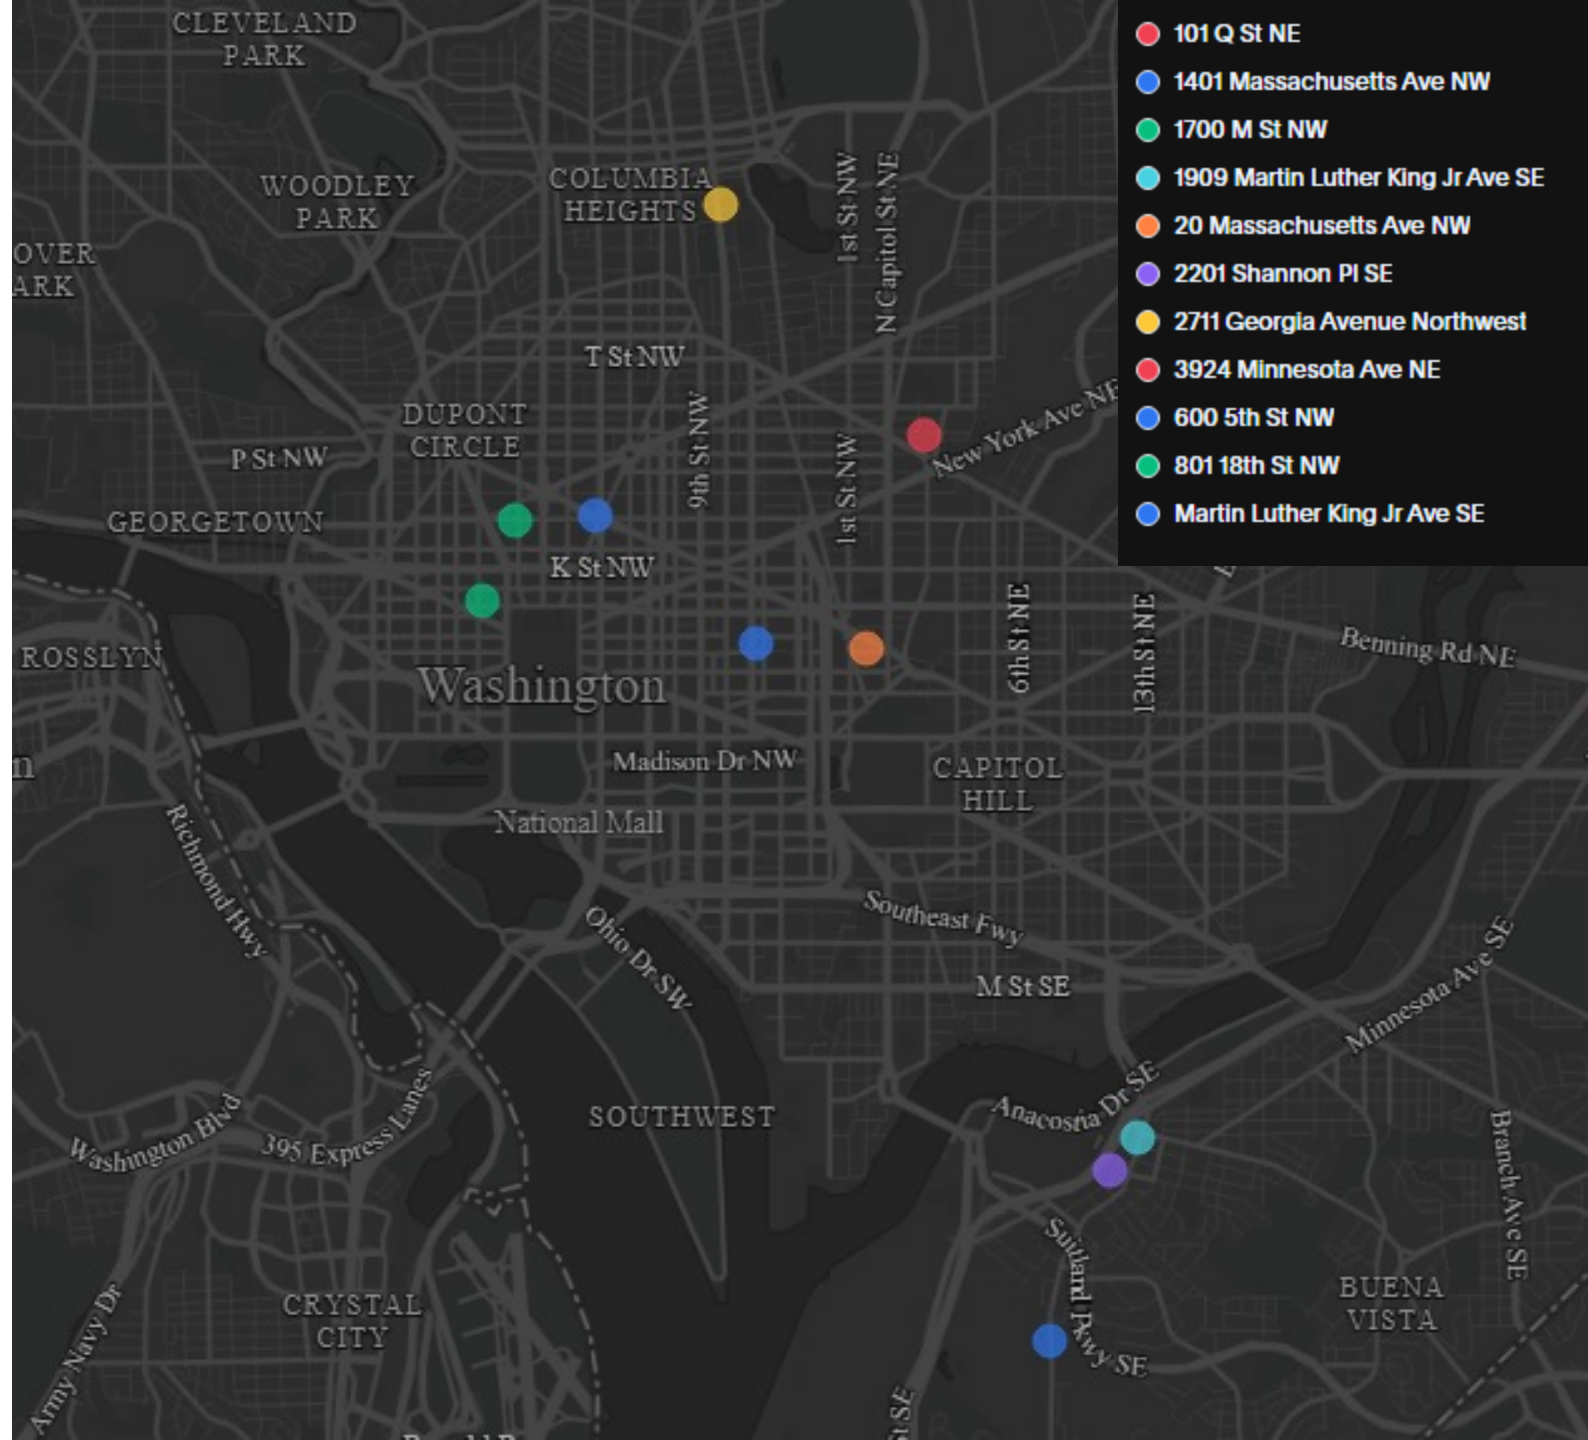 101 Q St NE
1401 Massachusetts Ave NW
1700 M St NW
1909 Martin Luther King Jr Ave SE
20 Massachusetts Ave NW
2201 Shannon Pl SE
2711 Georgia Avenue Northwest
3924 Minnesota Ave NE
600 5th St NW
801 18th St NW
Martin Luther King Jr Ave SE
CLEVELAND
PARK
WOODLEY
PARK
COLUMBIA
HEIGHTS
1st St NW
N Capitol St NE
OVER
ARK
T St NW
DUPONT
CIRCLE
9th St NW
New York Ave NE
P St NW
1st St NW
GEORGETOWN
K St NW
6th St NE
13th St NE
Benning Rd NE
ROSSLYN
Washington
Madison Dr NW
CAPITOL
HILL
n
National Mall
Richmond Hwy
Ohio Dr SW
Southeast Fwy
M St SE
Minnesota Ave SE
Washington Blvd
395 Express Lanes
SOUTHWEST
Anacostia Dr SE
Branch Ave SE
Suitland Pkwy SE
BUENA
VISTA
CRYSTAL
CITY
Army Navy Dr
St SE